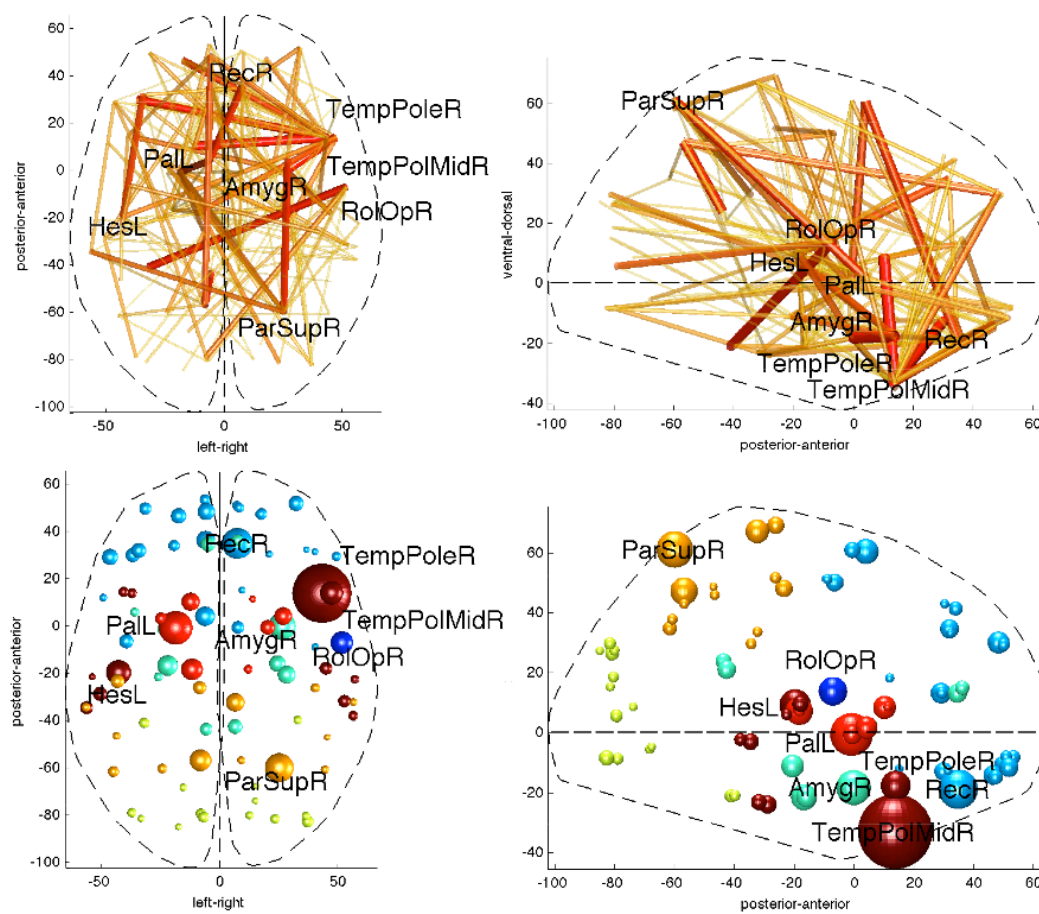 60
40
20
0
-20
-40
-60
-80
-100
posterior-anterior
-50
0
50
left-right
RecR
TempPoleR
PalL
TempPolMidR
AmygR
RolOpR
HesL
ParSupR
60
40
20
0
-20
-40
ventral-dorsal
-100
-80
-60
-40
-20
0
20
40
60
posterior-anterior
ParSupR
RolOpR
HesL
PalL
AmygR
RecR
TempPoleR
TempPolMidR
60
40
20
0
-20
-40
-60
-80
-100
posterior-anterior
-50
0
50
left-right
RecR
TempPoleR
PalL
TempPolMidR
AmygR
RolOpR
HesL
ParSupR
60
40
20
0
-20
-40
-100
-80
-60
-40
-20
0
20
40
60
posterior-anterior
ParSupR
RolOpR
HesL
PalL
TempPoleR
AmygR
RecR
TempPolMidR